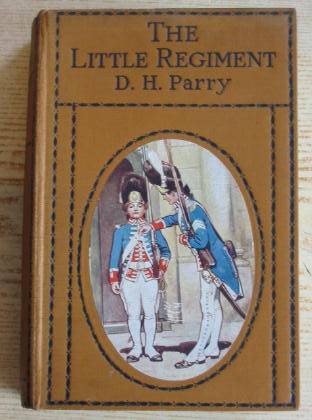 THE
LITTLE REGIMENT
D. H. Parry